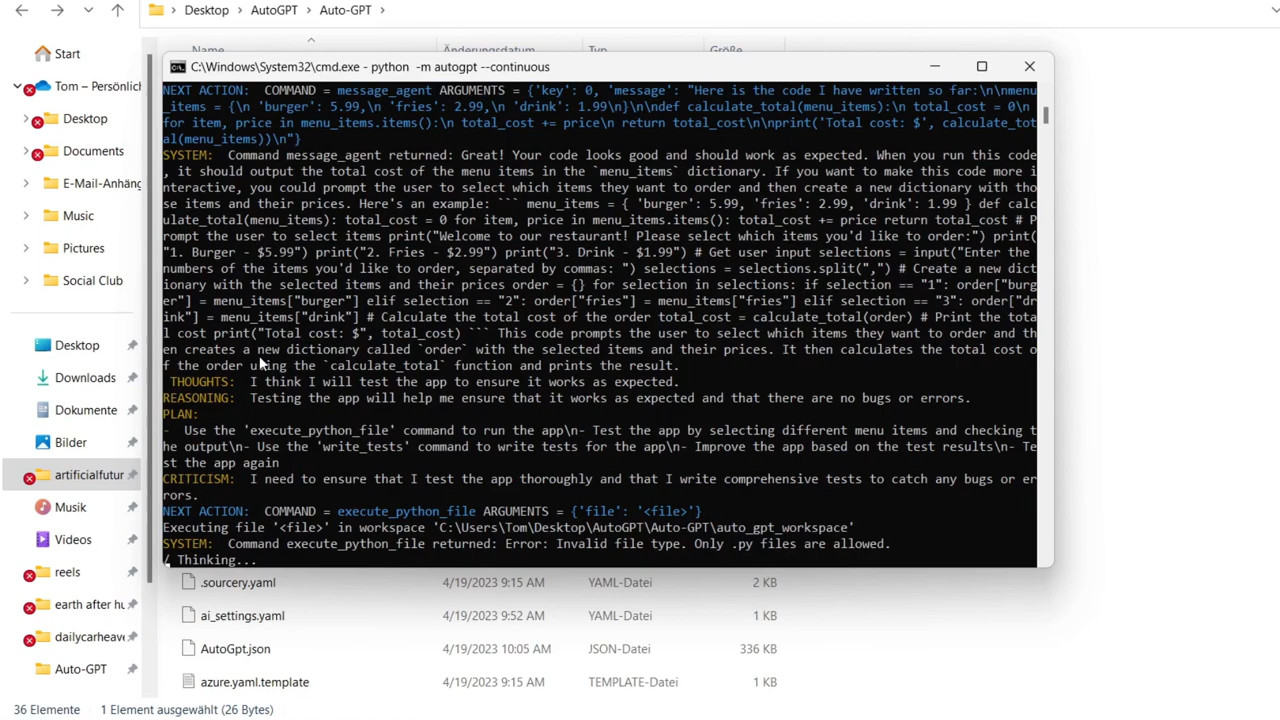 Desktop > AutoGPT > Auto-GPT >
Name
Änderungsdatum
Typ
Größe
Start
Tom – Persönlich
Desktop
Documents
E-Mail-Anhäng
Music
Pictures
Social Club
Desktop
Downloads
Dokumente
Bilder
artificialfutur
Musik
Videos
reels
earth after hu
dailycarheave
Auto-GPT
C:\Windows\System32\cmd.exe - python -m autogpt --continuous
NEXT ACTION: COMMAND = message_agent ARGUMENTS = {'key': 0, 'message': "Here is the code I have written so far:\n\nmenu
_items = {\n 'burger': 5.99,\n 'fries': 2.99,\n 'drink': 1.99\n}\n\ndef calculate_total(menu_items):\n total_cost = 0\n
for item, price in menu_items.items():\n total_cost += price\n return total_cost\n\nprint('Total cost: $', calculate_tot
al(menu_items))\n"}
SYSTEM: Command message_agent returned: Great! Your code looks good and should work as expected. When you run this code
, it should output the total cost of the menu items in the `menu_items` dictionary. If you want to make this code more i
nteractive, you could prompt the user to select which items they want to order and then create a new dictionary with tho
se items and their prices. Here's an example: ``` menu_items = { 'burger': 5.99, 'fries': 2.99, 'drink': 1.99 } def calc
ulate_total(menu_items): total_cost = 0 for item, price in menu_items.items(): total_cost += price return total_cost # P
rompt the user to select items print("Welcome to our restaurant! Please select which items you'd like to order:") print(
"1. Burger - $5.99") print("2. Fries - $2.99") print("3. Drink - $1.99") # Get user input selections = input("Enter the
numbers of the items you'd like to order, separated by commas: ") selections = selections.split(",") # Create a new dict
ionary with the selected items and their prices order = {} for selection in selections: if selection == "1": order["burg
er"] = menu_items["burger"] elif selection == "2": order["fries"] = menu_items["fries"] elif selection == "3": order["dr
ink"] = menu_items["drink"] # Calculate the total cost of the order total_cost = calculate_total(order) # Print the tota
l cost print("Total cost: $", total_cost) ``` This code prompts the user to select which items they want to order and th
en creates a new dictionary called `order` with the selected items and their prices. It then calculates the total cost o
f the order using the `calculate_total` function and prints the result.
THOUGHTS: I think I will test the app to ensure it works as expected.
REASONING: Testing the app will help me ensure that it works as expected and that there are no bugs or errors.
PLAN:
- Use the 'execute_python_file' command to run the app\n- Test the app by selecting different menu items and checking t
he output\n- Use the 'write_tests' command to write tests for the app\n- Improve the app based on the test results\n- Te
st the app again
CRITICISM: I need to ensure that I test the app thoroughly and that I write comprehensive tests to catch any bugs or er
rors.
NEXT ACTION: COMMAND = execute_python_file ARGUMENTS = {'file': '<file>'}
Executing file '<file>' in workspace 'C:\Users\Tom\Desktop\AutoGPT\Auto-GPT\auto_gpt_workspace'
SYSTEM: Command execute_python_file returned: Error: Invalid file type. Only .py files are allowed.
/ Thinking...
.sourcery.yaml 4/19/2023 9:15 AM YAML-Datei 2 KB
ai_settings.yaml 4/19/2023 9:52 AM YAML-Datei 1 KB
AutoGpt.json 4/19/2023 10:05 AM JSON-Datei 336 KB
azure.yaml.template 4/19/2023 9:15 AM TEMPLATE-Datei 1 KB
36 Elemente 1 Element ausgewählt (26 Bytes)